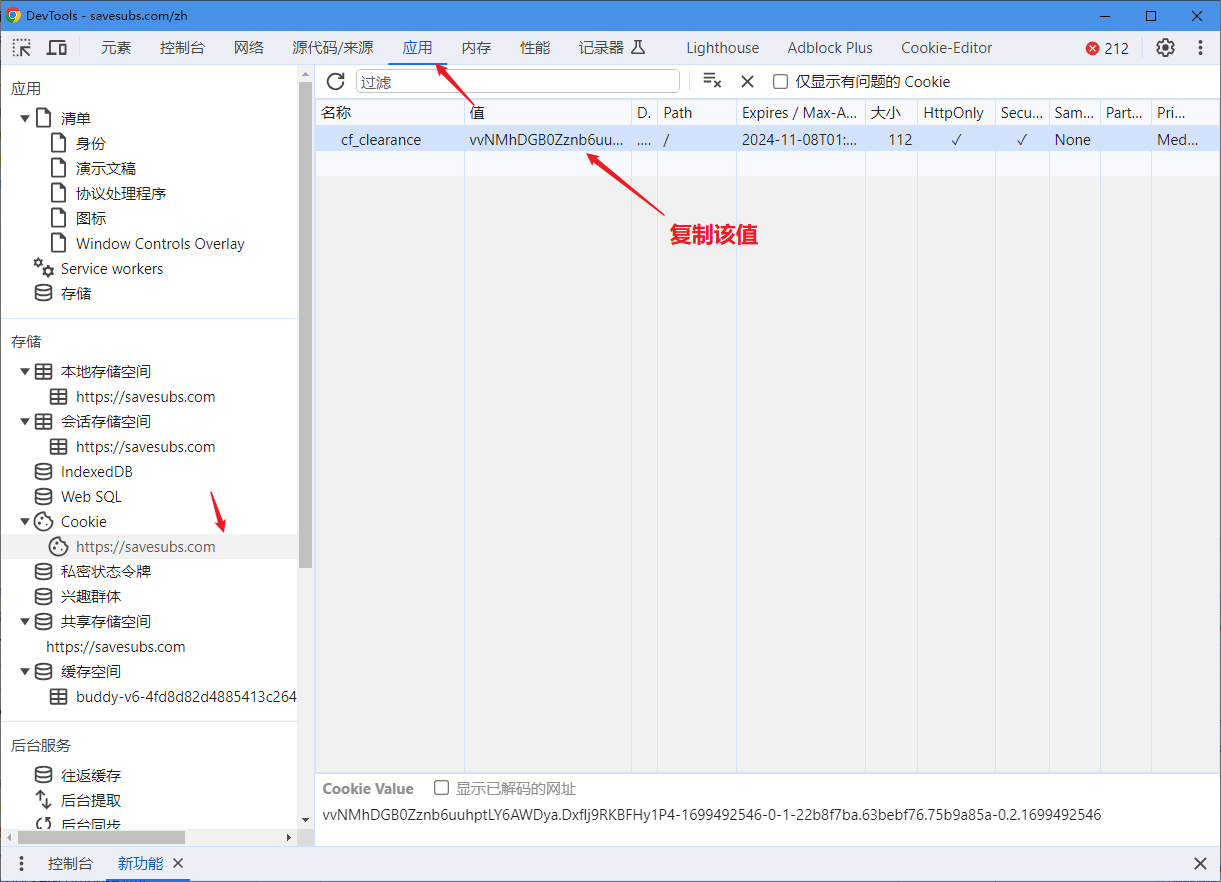 DevTools - savesubs.com/zh
元素 控制台 网络 源代码/来源 应用 内存 性能 记录器 Lighthouse Adblock Plus Cookie-Editor 212
应用
清单
身份
演示文稿
协议处理程序
图标
Window Controls Overlay
Service workers
存储
存储
本地存储空间
https://savesubs.com
会话存储空间
https://savesubs.com
IndexedDB
Web SQL
Cookie
https://savesubs.com
私密状态令牌
兴趣群体
共享存储空间
https://savesubs.com
缓存空间
buddy-v6-4fd8d82d4885413c264
后台服务
往返缓存
后台提取
后台同步
过滤 仅显示有问题的 Cookie
名称 值 D. Path Expires / Max-A... 大小 HttpOnly Secu... Sam... Part... Pri...
cf_clearance vvNMhDGB0Zznb6uu... .... / 2024-11-08T01:... 112 ✓ ✓ None Med...
复制该值
Cookie Value 显示已解码的网址
vvNMhDGB0Zznb6uuhptLY6AWDya.DxfIj9RKBFHy1P4-1699492546-0-1-22b8f7ba.63bebf76.75b9a85a-0.2.1699492546
控制台 新功能